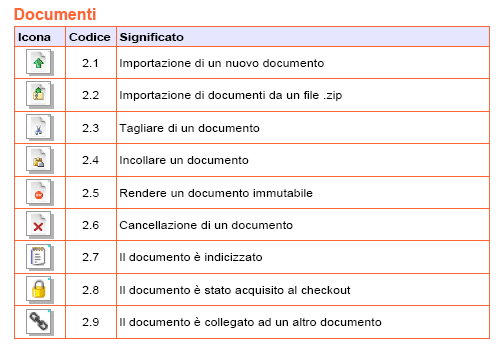 Documenti
Icona Codice Significato
2.1 Importazione di un nuovo documento
2.2 Importazione di documenti da un file .zip
2.3 Tagliare di un documento
2.4 Incollare un documento
2.5 Rendere un documento immutabile
2.6 Cancellazione di un documento
2.7 Il documento è indicizzato
2.8 Il documento è stato acquisito al checkout
2.9 Il documento è collegato ad un altro documento